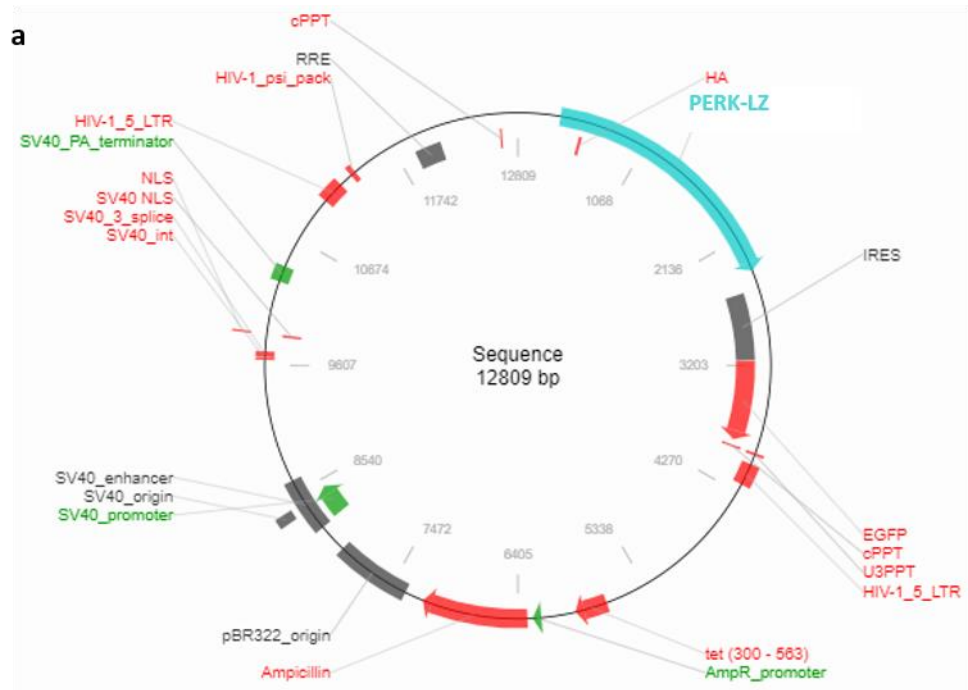 a
cPPT
RRE
HIV-1_psi_pack
HA
PERK-LZ
HIV-1_5_LTR
SV40_PA_terminator
12809
11742
1068
NLS
SV40 NLS
SV40_3_splice
SV40_int
10674
2136
IRES
Sequence
12809 bp
9607
3203
8540
4270
SV40_enhancer
SV40_origin
SV40_promoter
7472
5338
6405
EGFP
cPPT
U3PPT
HIV-1_5_LTR
pBR322_origin
Ampicillin
tet (300 - 563)
AmpR_promoter